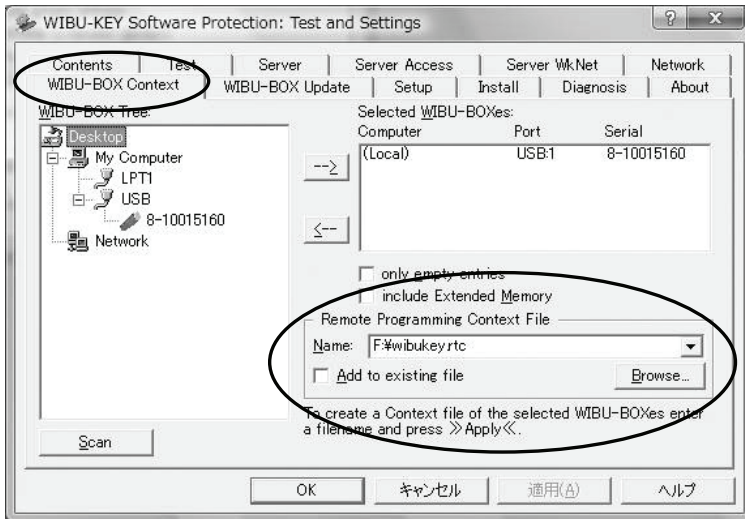 WIBU-KEY Software Protection: Test and Settings
Contents Test Server Server Access Server WkNet Network
WIBU-BOX Context WIBU-BOX Update Setup Install Diagnosis About
WIBU-BOX Tree:
Desktop
My Computer
LPT1
USB
8-10015160
Network
Scan
-->
<--
Selected WIBU-BOXes:
Computer Port Serial
(Local) USB:1 8-10015160
only empty entries
include Extended Memory
Remote Programming Context File
Name: F:¥wibukey.rtc
Add to existing file Browse...
To create a Context file of the selected WIBU-BOXes enter
a filename and press ≫Apply≪.
OK キャンセル 適用(A) ヘルプ